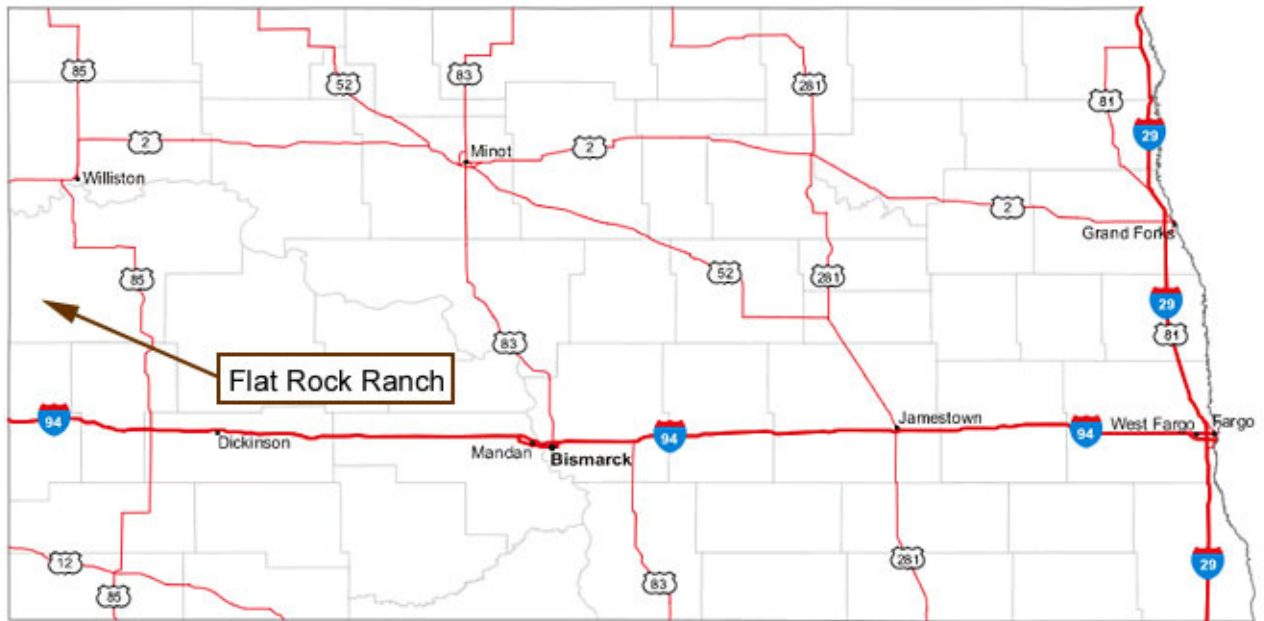 85
52
83
281
81
29
2
Minot
2
Williston
2
Grand Forks
52
85
281
29
81
83
Flat Rock Ranch
94
Dickinson
Mandan
Bismarck
94
Jamestown
94
West Fargo
Fargo
12
85
83
281
29